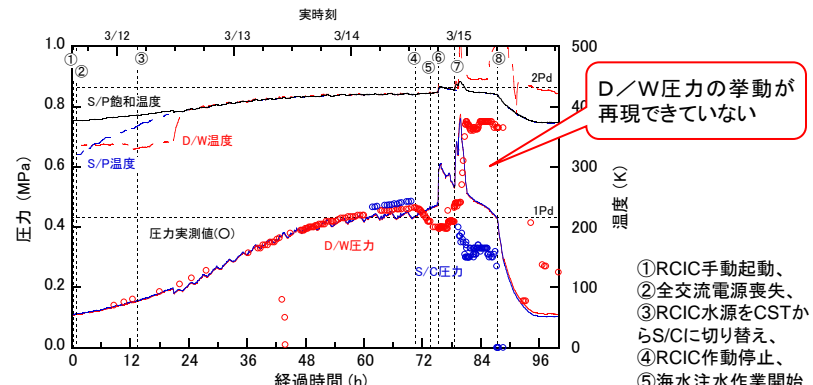 実時刻
3/12 3/13 3/14 3/15
① ② ③ ④ ⑤ ⑥ ⑦ ⑧
1.0 0.8 0.6 0.4 0.2 0.0
圧力 (MPa)
500 400 300 200 100 0
温度 (K)
2Pd
S/P飽和温度
D/W温度
S/P温度
D/W圧力の挙動が
再現できていない
1Pd
圧力実測値(○)
D/W圧力
S/C圧力
0 12 24 36 48 60 72 84 96
経過時間 (h)
①RCIC手動起動、
②全交流電源喪失、
③RCIC水源をCSTか
らS/Cに切り替え、
④RCIC作動停止、
⑤海水注水作業開始